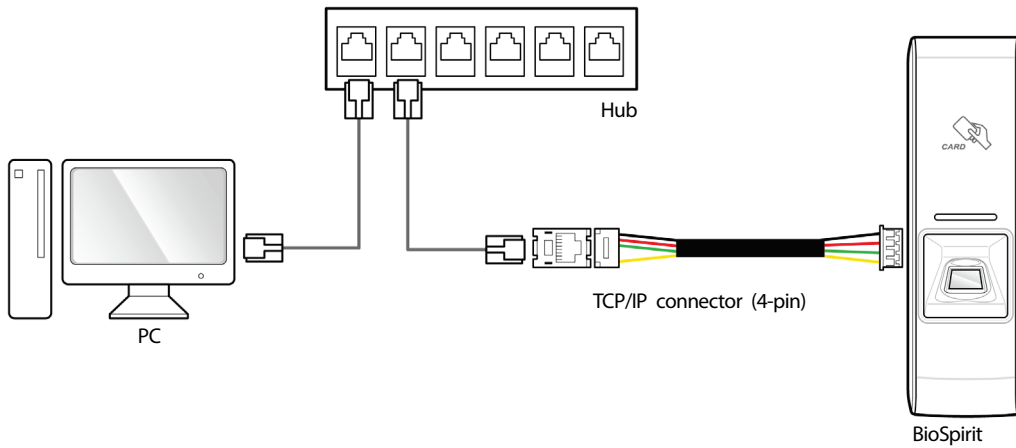 Hub
CARD
TCP/IP connector (4-pin)
PC
BioSpirit